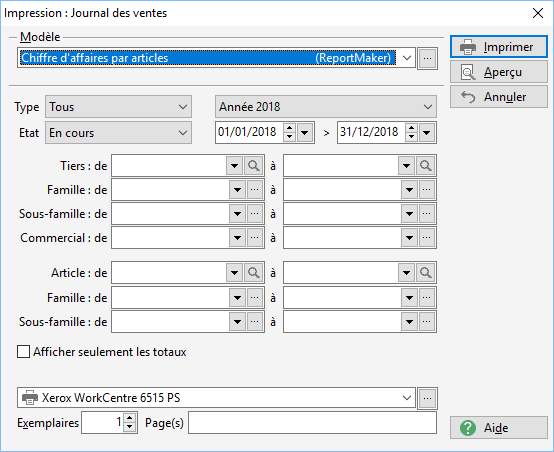 Impression : Journal des ventes
Modèle
Chiffre d'affaires par articles (ReportMaker) ...
Imprimer
Aperçu
Annuler
Type Tous Année 2018
Etat En cours 01/01/2018 > 31/12/2018
Tiers : de à
Famille : de ... à ...
Sous-famille : de ... à ...
Commercial : de ... à ...
Article : de à
Famille : de ... à ...
Sous-famille : de ... à ...
Afficher seulement les totaux
Xerox WorkCentre 6515 PS ...
Exemplaires 1 Page(s)
Aide